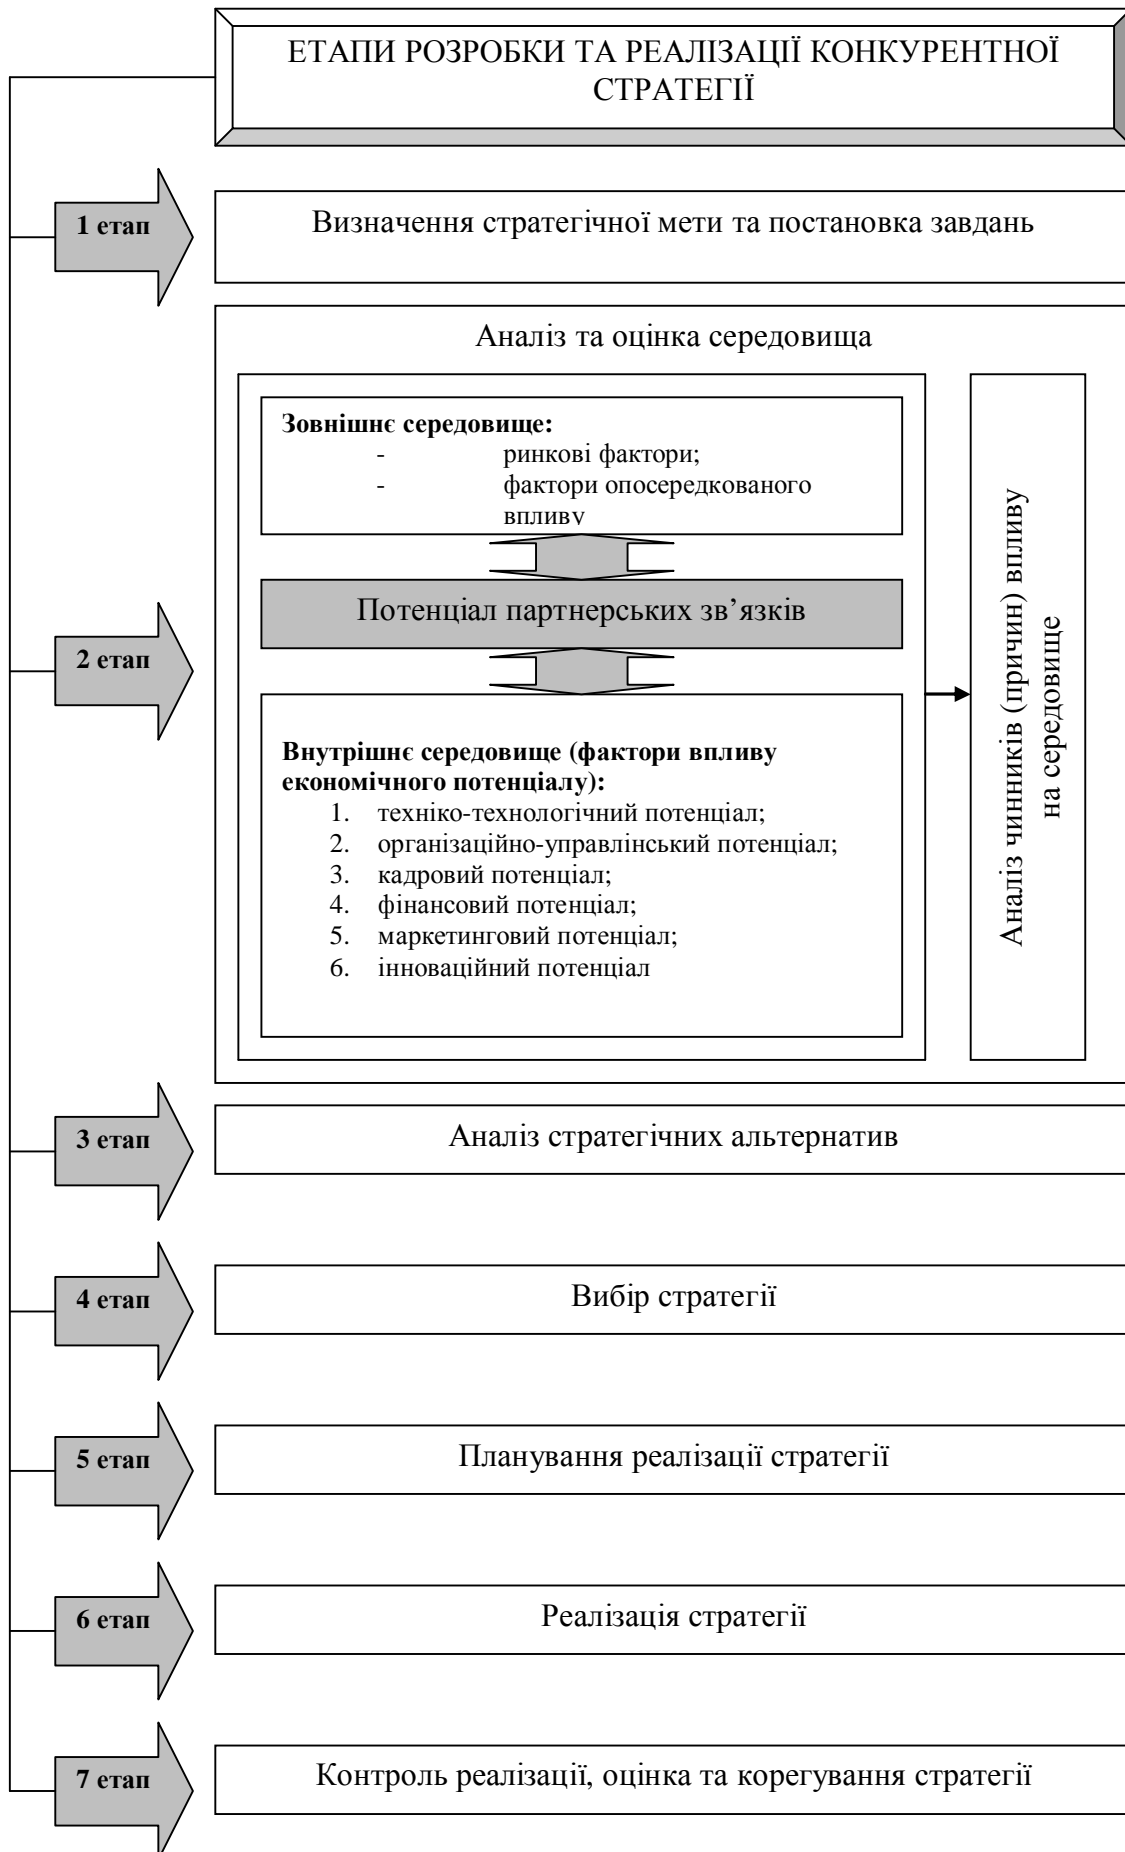 ЕТАПИ РОЗРОБКИ ТА РЕАЛІЗАЦІЇ КОНКУРЕНТНОЇ
СТРАТЕГІЇ
1 етап
Визначення стратегічної мети та постановка завдань
2 етап
Аналіз та оцінка середовища
Зовнішнє середовище:
- ринкові фактори;
- фактори опосередкованого
впливу
Потенціал партнерських зв’язків
Внутрішнє середовище (фактори впливу
економічного потенціалу):
1. техніко-технологічний потенціал;
2. організаційно-управлінський потенціал;
3. кадровий потенціал;
4. фінансовий потенціал;
5. маркетинговий потенціал;
6. інноваційний потенціал
Аналіз чинників (причин) впливу
на середовище
3 етап
Аналіз стратегічних альтернатив
4 етап
Вибір стратегії
5 етап
Планування реалізації стратегії
6 етап
Реалізація стратегії
7 етап
Контроль реалізації, оцінка та корегування стратегії